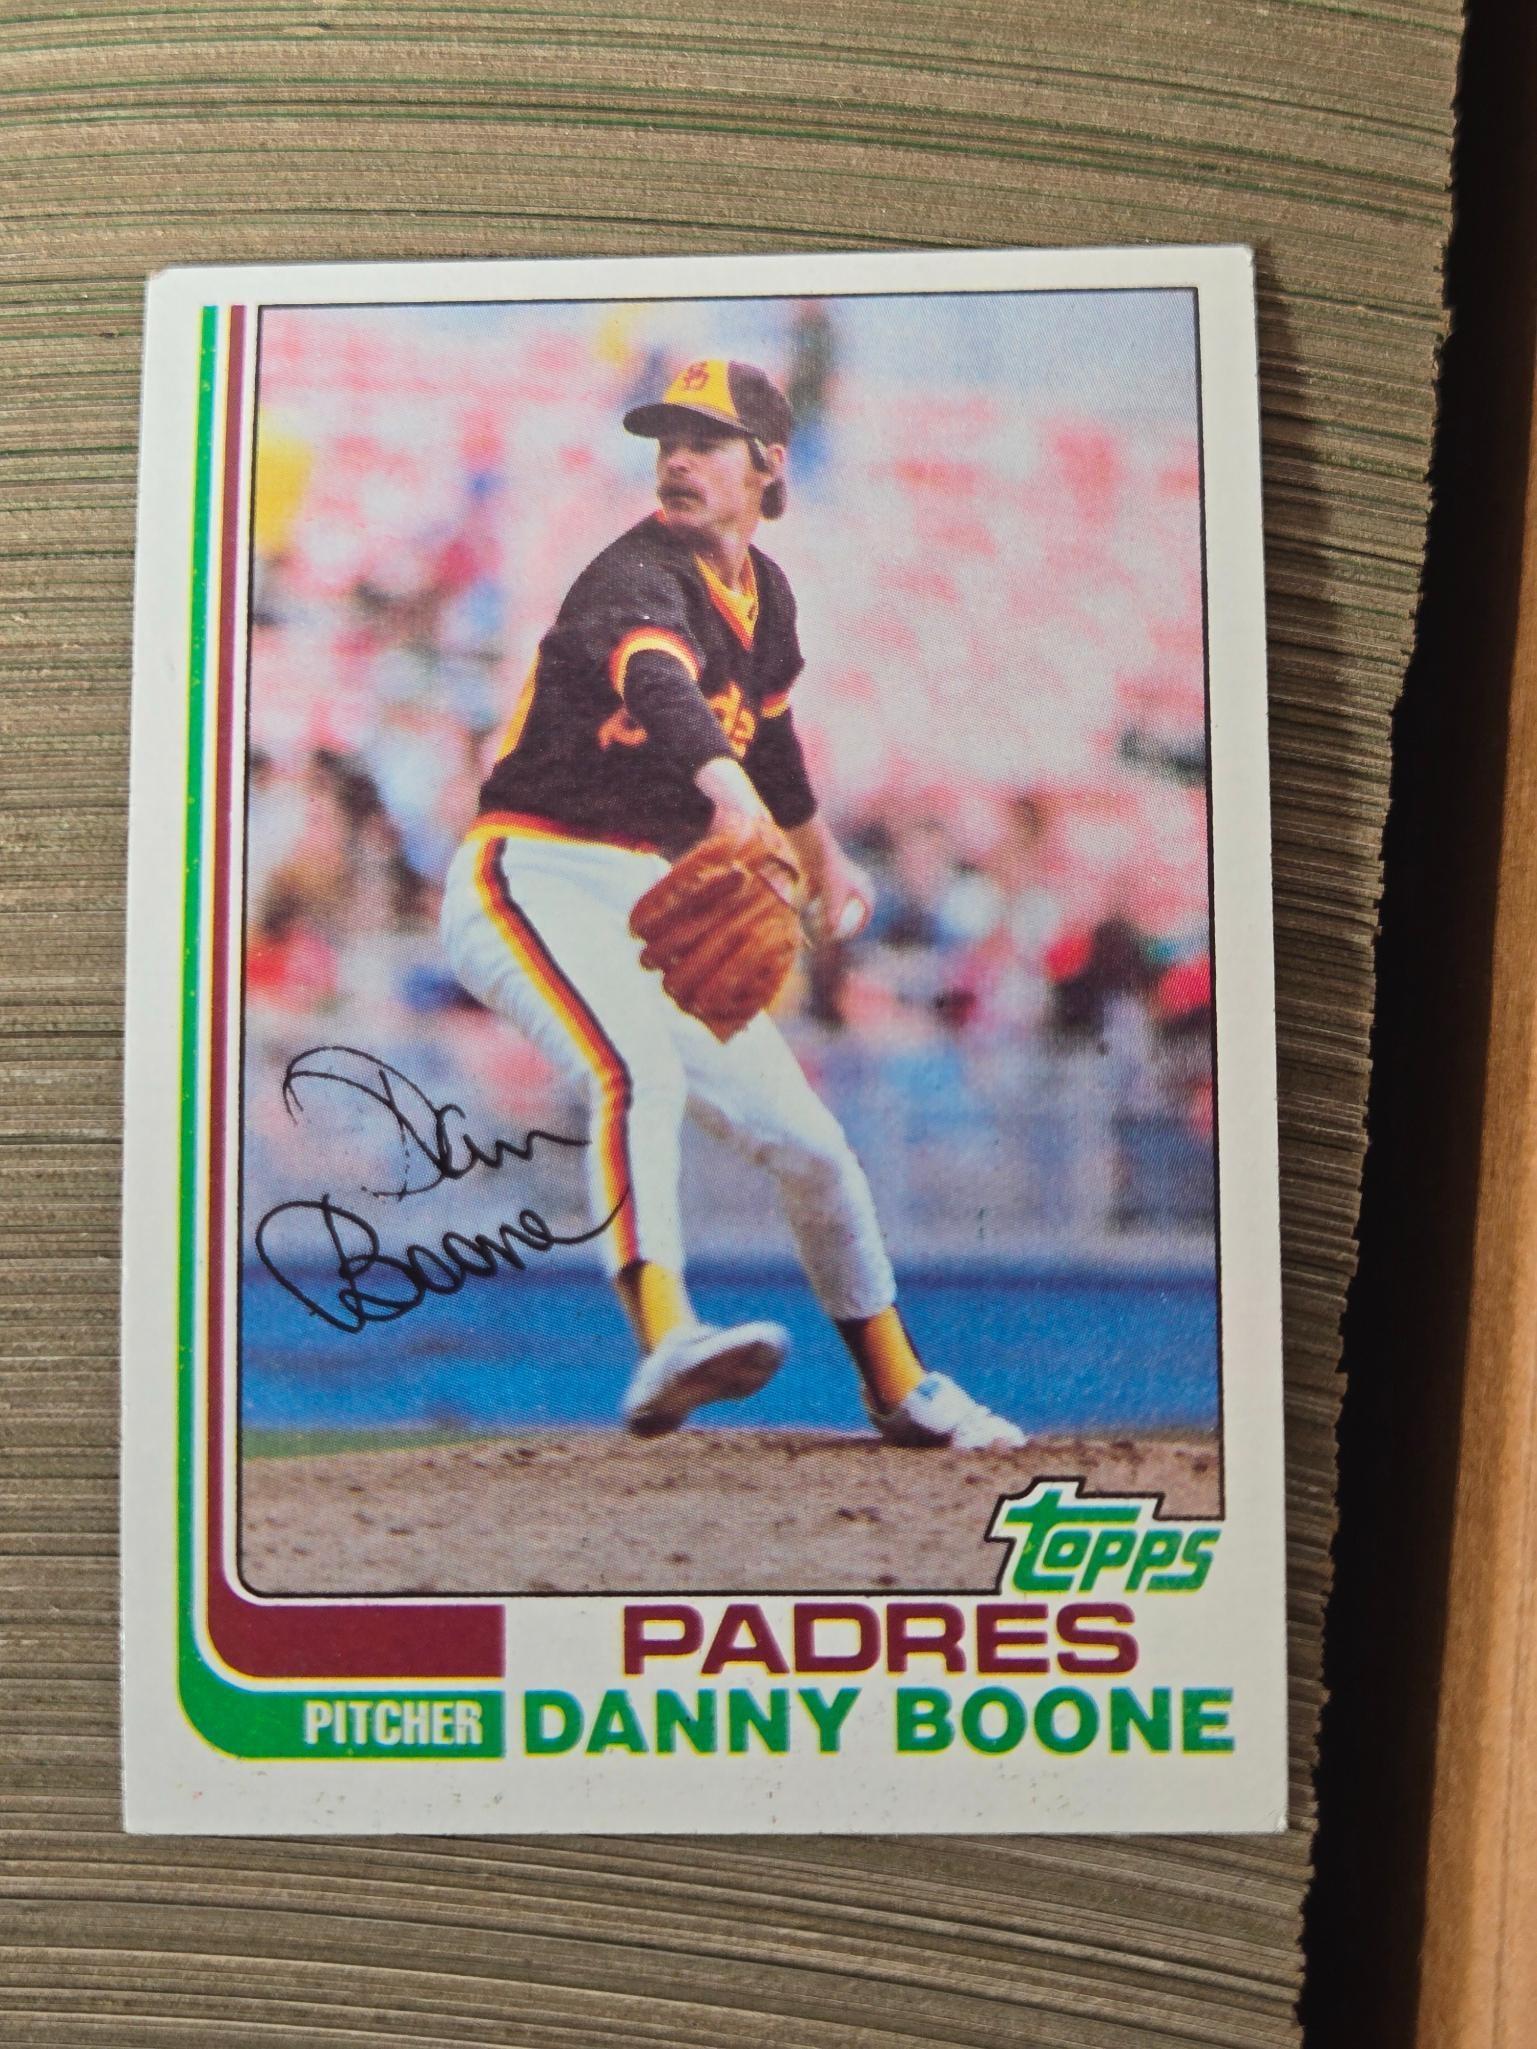 Dan
Boone
topps
PADRES
PITCHER
DANNY BOONE